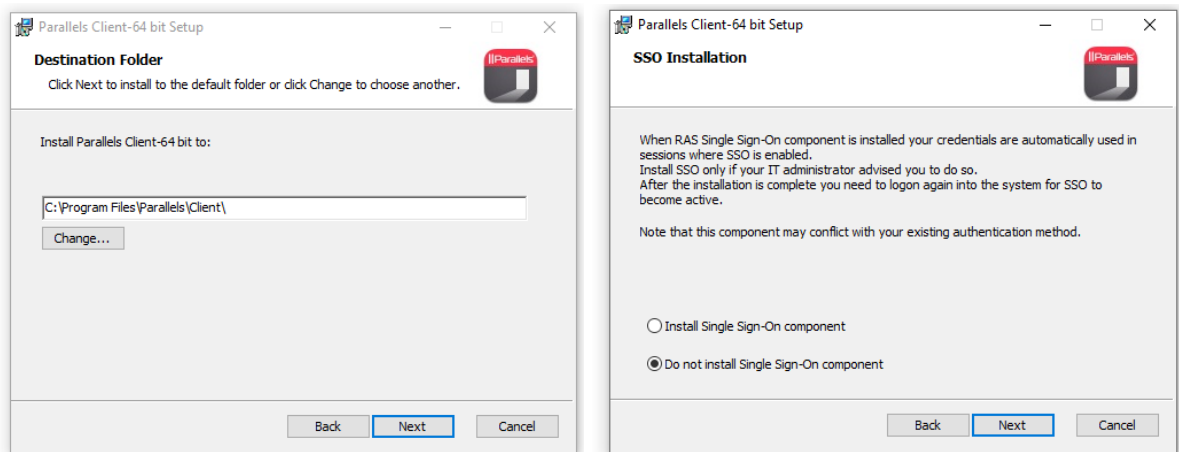 Parallels Client-64 bit Setup
Destination Folder
Click Next to install to the default folder or click Change to choose another.
||Parallels
Install Parallels Client-64 bit to:
C:\Program Files\Parallels\Client\
Change...
Back
Next
Cancel
Parallels Client-64 bit Setup
SSO Installation
||Parallels
When RAS Single Sign-On component is installed your credentials are automatically used in
sessions where SSO is enabled.
Install SSO only if your IT administrator advised you to do so.
After the installation is complete you need to logon again into the system for SSO to
become active.
Note that this component may conflict with your existing authentication method.
Install Single Sign-On component
Do not install Single Sign-On component
Back
Next
Cancel